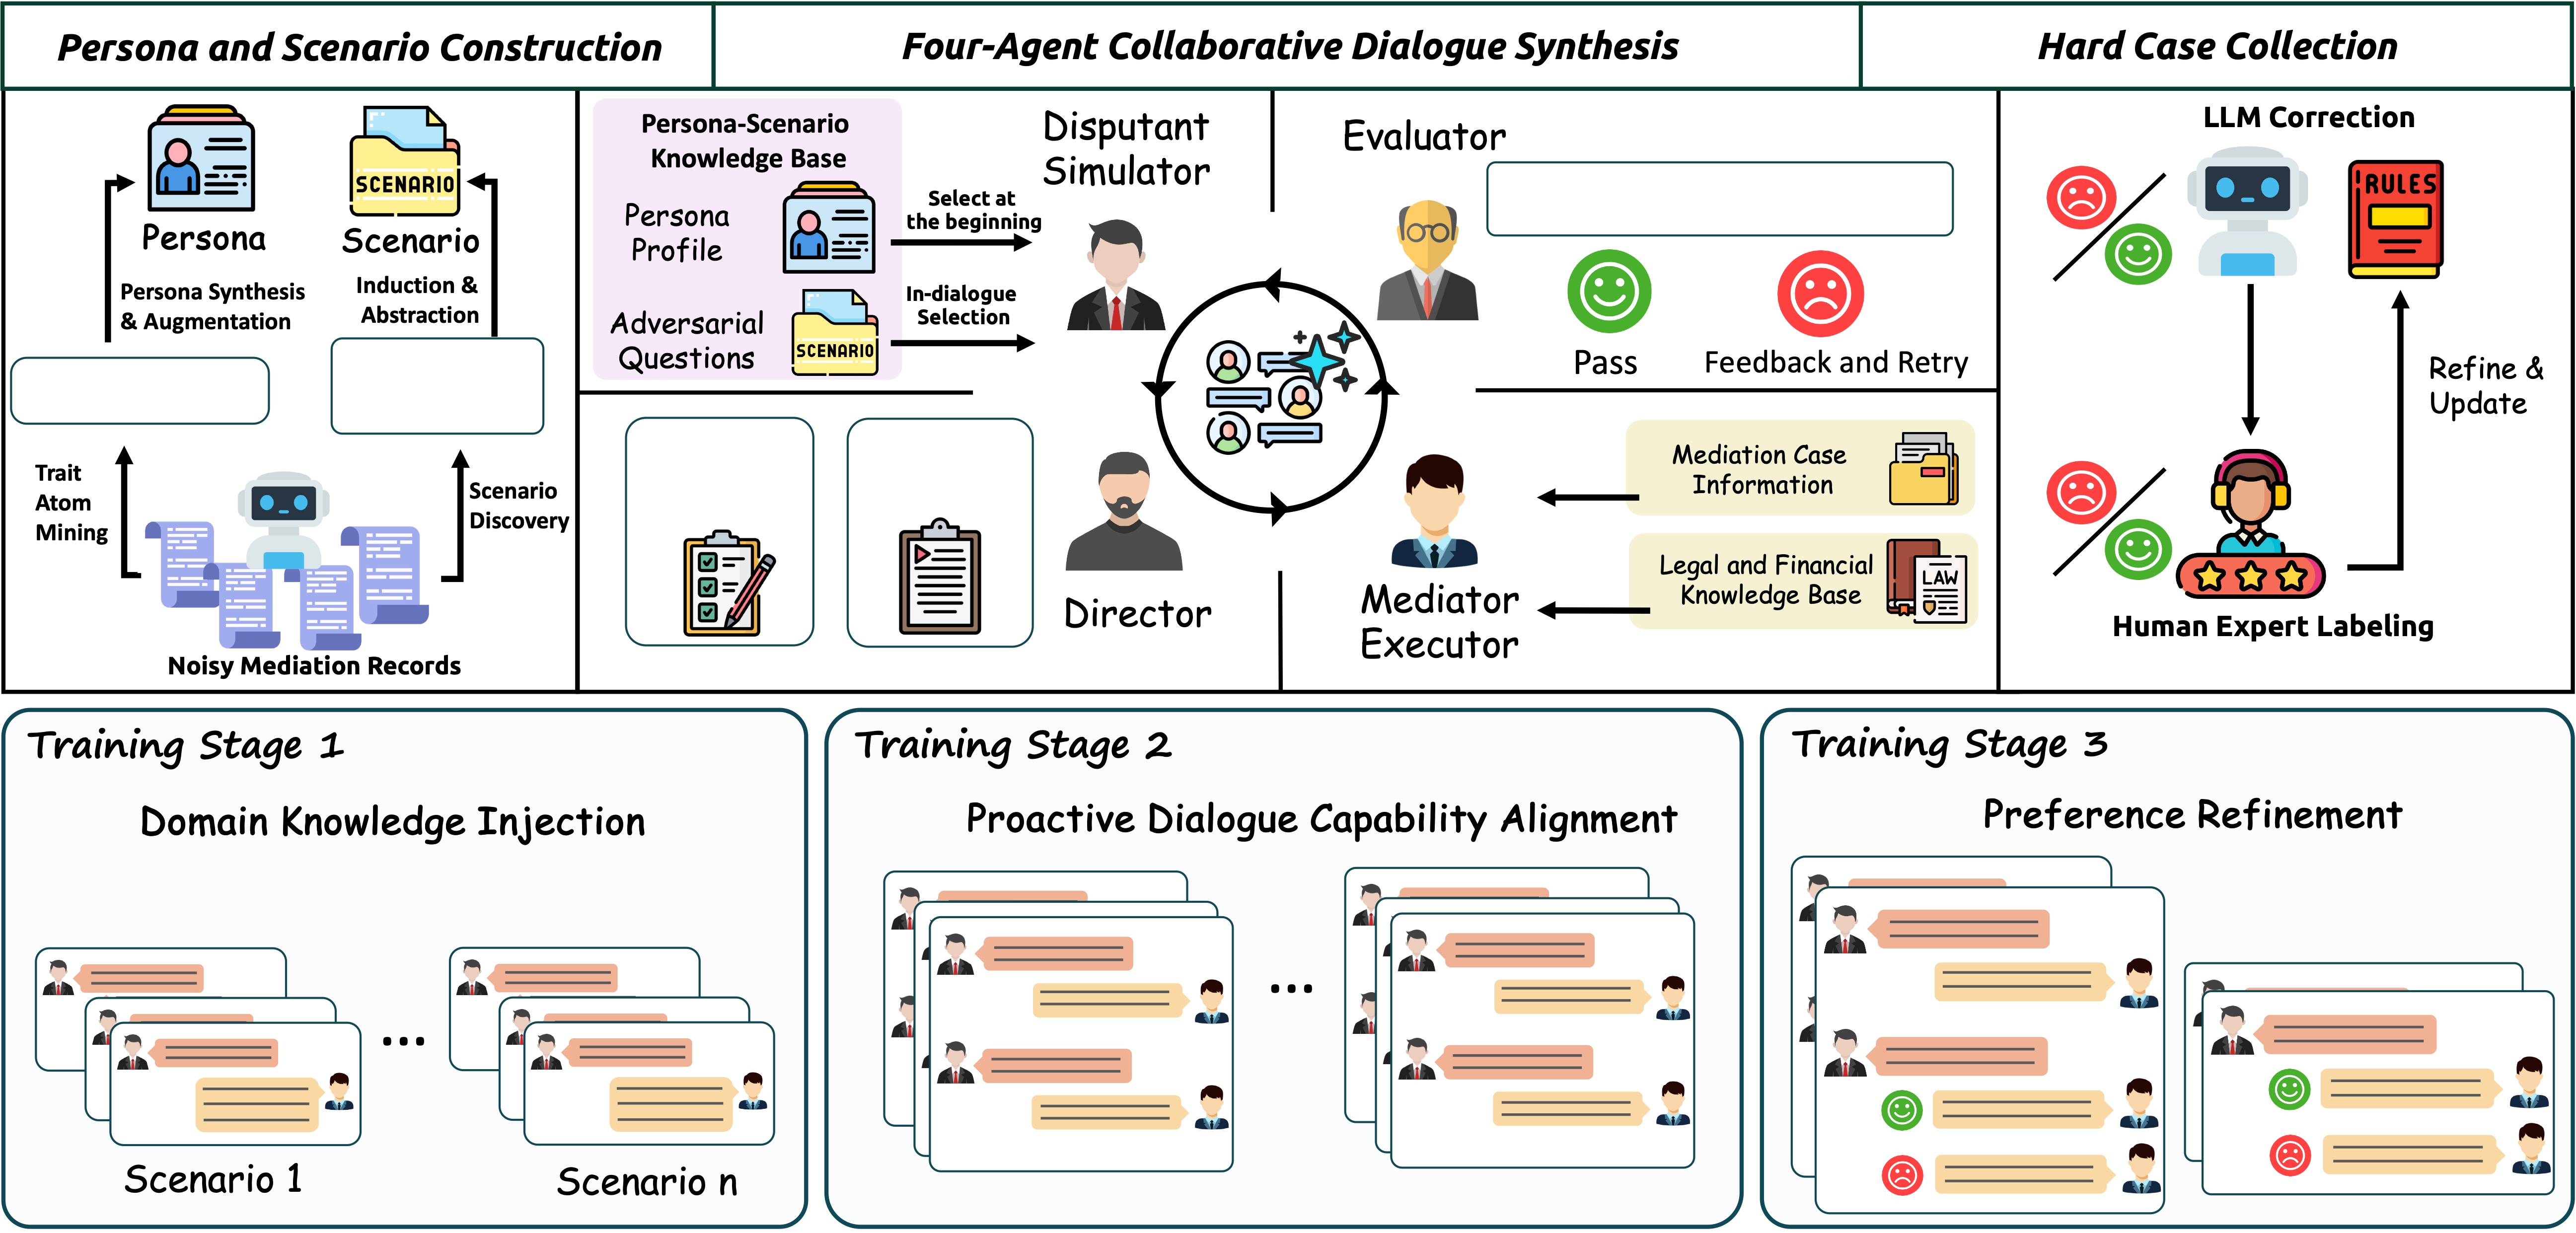 Persona and Scenario Construction
Four-Agent Collaborative Dialogue Synthesis
Hard Case Collection
Persona
SCENARIO
Scenario
Persona Synthesis
& Augmentation
Induction &
Abstraction
Trait
Atom
Mining
Scenario
Discovery
Noisy Mediation Records
Persona-Scenario
Knowledge Base
Persona
Profile
Adversarial
Questions
SCENARIO
Select at
the beginning
In-dialogue
Selection
Disputant
Simulator
Evaluator
Pass
Feedback and Retry
Director
Mediator
Executor
Mediation Case
Information
Legal and Financial
Knowledge Base
LAW
LLM Correction
RULES
Refine &
Update
Human Expert Labeling
Training Stage 1
Domain Knowledge Injection
...
Scenario 1
Scenario n
Training Stage 2
Proactive Dialogue Capability Alignment
...
Training Stage 3
Preference Refinement